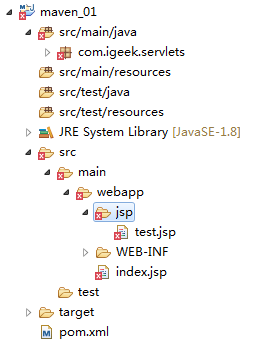 maven_01
src/main/java
com.igeek.servlets
src/main/resources
src/test/java
src/test/resources
JRE System Library [JavaSE-1.8]
src
main
webapp
jsp
test.jsp
WEB-INF
index.jsp
test
target
pom.xml